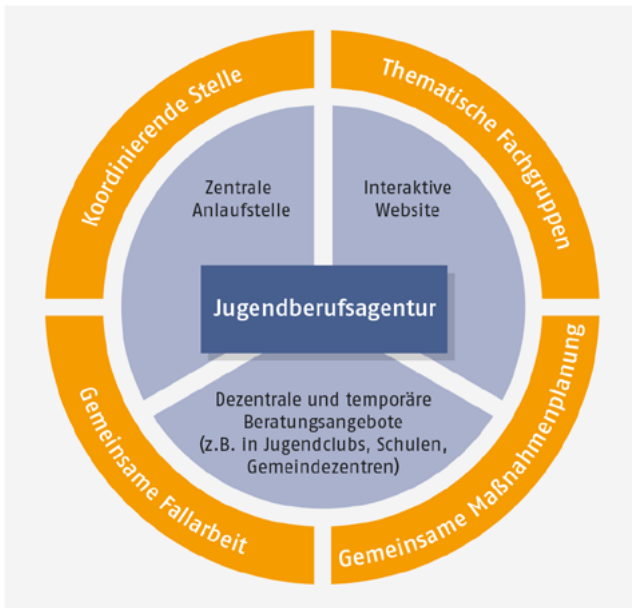 Koordinierende Stelle
Thematische Fachgruppen
Zentrale
Anlaufstelle
Interaktive
Website
Jugendberufsagentur
Dezentrale und temporäre
Beratungsangebote
(z.B. in Jugendclubs, Schulen,
Gemeindezentren)
Gemeinsame Fallarbeit
Gemeinsame Maßnahmenplanung